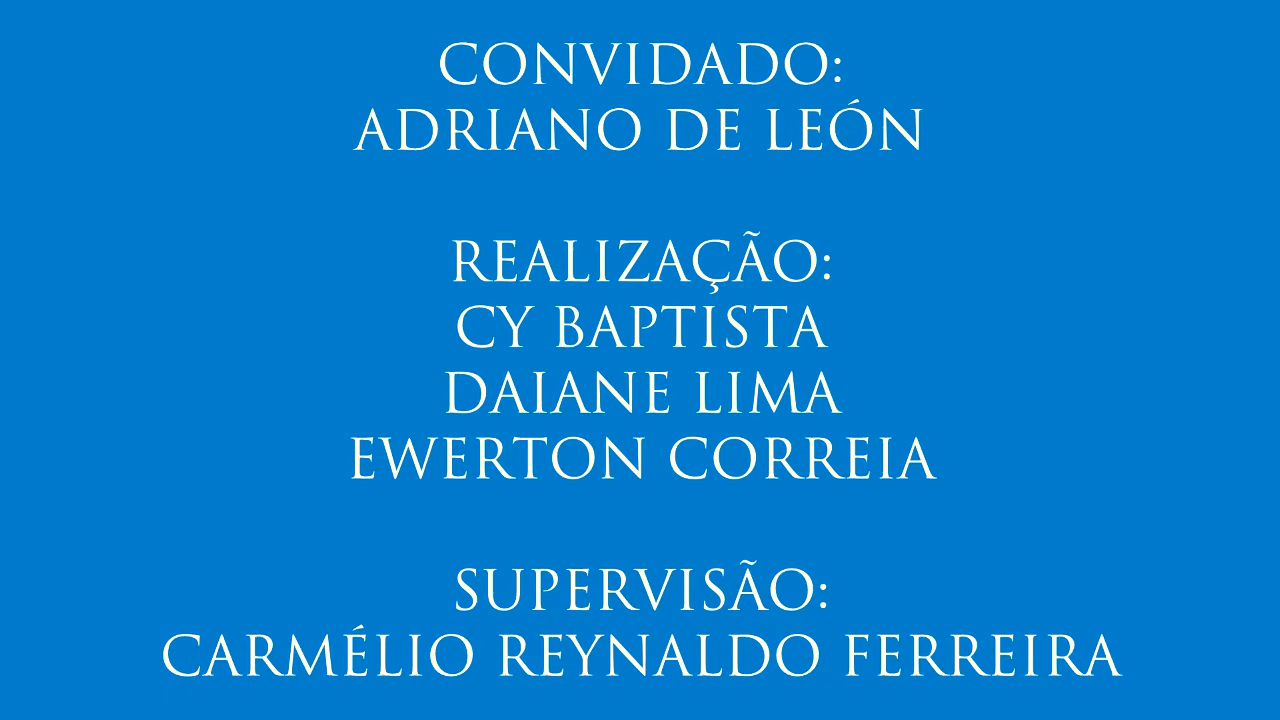 CONVIDADO:
ADRIANO DE LEÓN
REALIZAÇÃO:
CY BAPTISTA
DAIANE LIMA
EWERTON CORREIA
SUPERVISÃO:
CARMÉLIO REYNALDO FERREIRA